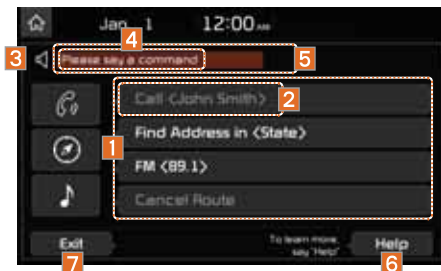 Jan. 1 12:00 AM
4
3 Please say a command 5
Call <John Smith> 2
1
Find Address in <State>
FM <89.1>
Cancel Route
Exit
To learn more,
say "Help"
Help
7
6